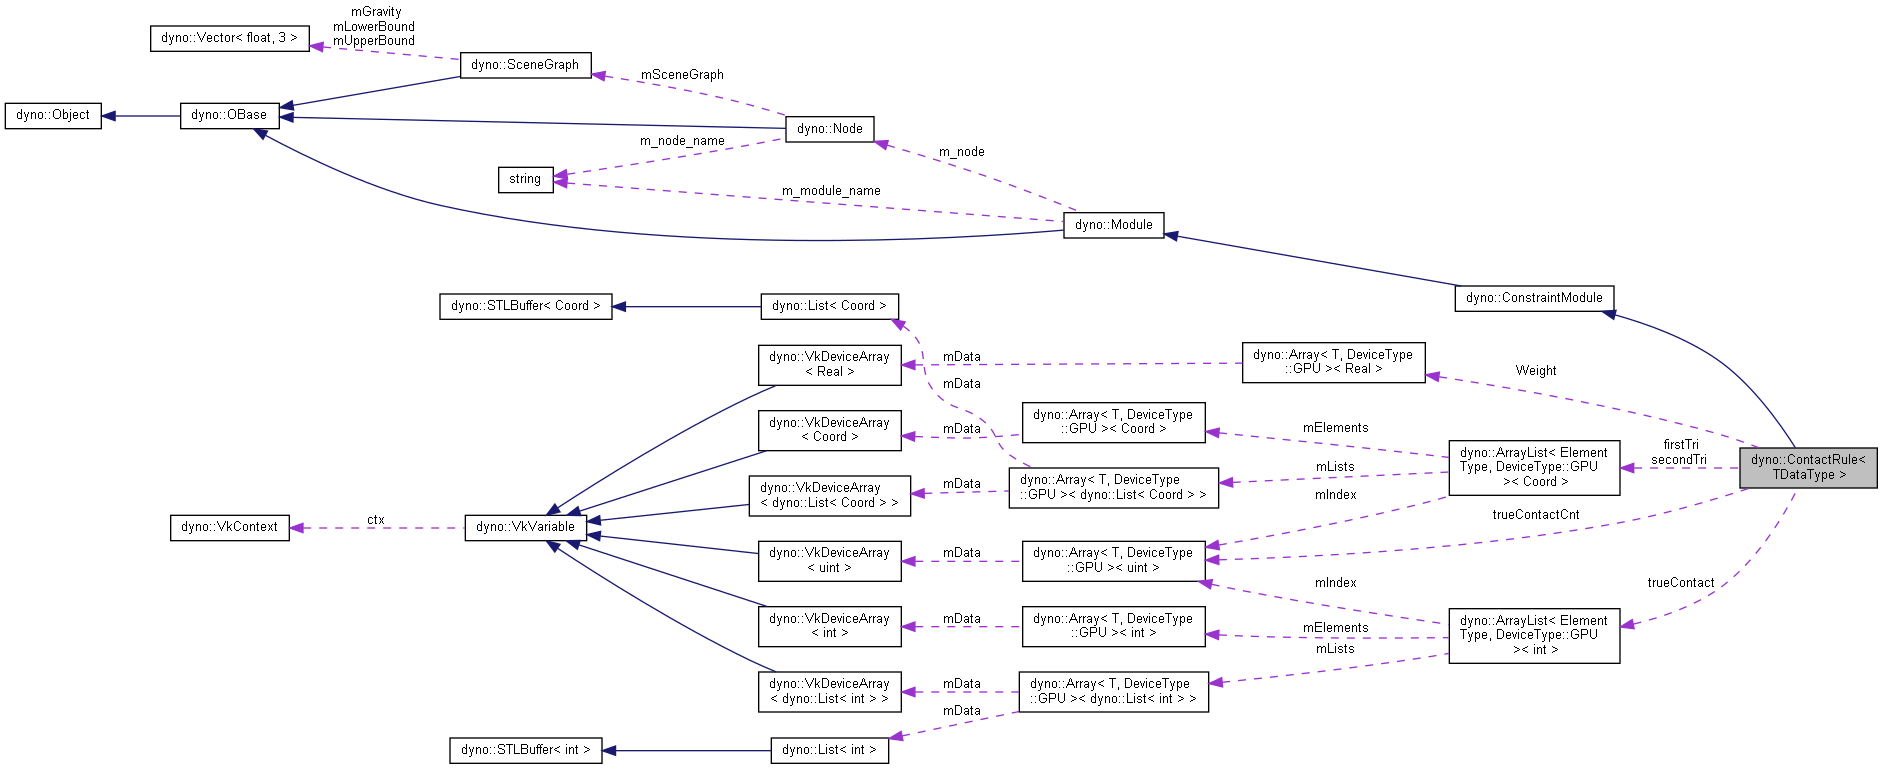 mGravity
mLowerBound
mUpperBound
dyno::Vector< float, 3 >
dyno::SceneGraph
mSceneGraph
dyno::Object
dyno::OBase
dyno::Node
m_node_name
m_node
string
m_module_name
dyno::Module
dyno::ConstraintModule
dyno::STLBuffer< Coord >
dyno::List< Coord >
dyno::VkDeviceArray
< Real >
mData
dyno::Array< T, DeviceType
::GPU >< Real >
Weight
mData
dyno::VkDeviceArray
< Coord >
mData
dyno::Array< T, DeviceType
::GPU >< Coord >
mElements
dyno::ArrayList< Element
Type, DeviceType::GPU
>< Coord >
firstTri
secondTri
dyno::ContactRule<
TDataType >
mLists
dyno::VkDeviceArray
< dyno::List< Coord > >
mData
dyno::Array< T, DeviceType
::GPU >< dyno::List< Coord > >
mIndex
trueContactCnt
dyno::VkContext
ctx
dyno::VkVariable
dyno::VkDeviceArray
< uint >
mData
dyno::Array< T, DeviceType
::GPU >< uint >
mIndex
trueContact
dyno::VkDeviceArray
< int >
mData
dyno::Array< T, DeviceType
::GPU >< int >
mElements
dyno::ArrayList< Element
Type, DeviceType::GPU
>< int >
mLists
dyno::VkDeviceArray
< dyno::List< int > >
mData
dyno::Array< T, DeviceType
::GPU >< dyno::List< int > >
mData
dyno::STLBuffer< int >
dyno::List< int >